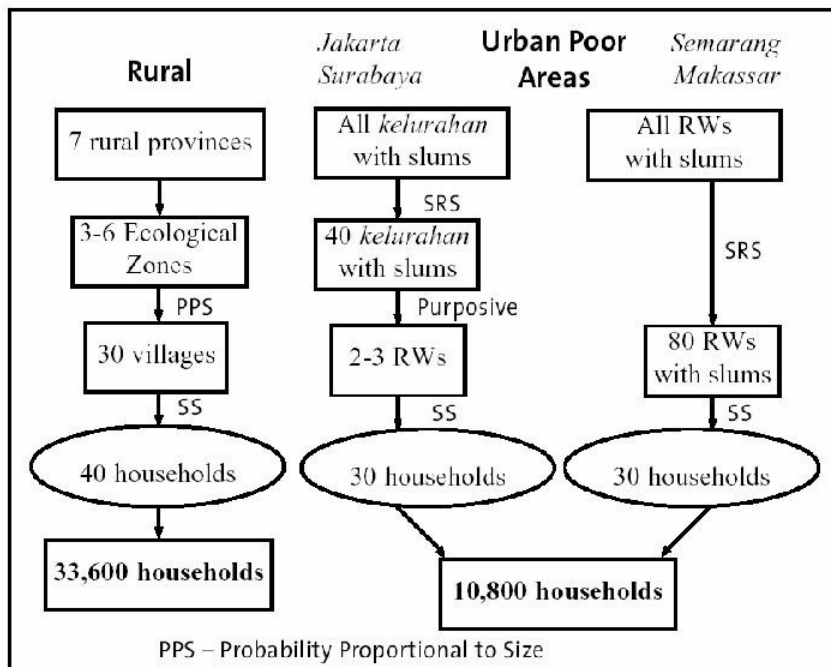 Rural
7 rural provinces
3-6 Ecological
Zones
PPS
30 villages
SS
40 households
33,600 households
Urban Poor
Areas
Jakarta
Surabaya
All kelurahan
with slums
SRS
40 kelurahan
with slums
Purposive
2-3 RWs
SS
30 households
Semarang
Makassar
All RWs
with slums
SRS
80 RWs
with slums
SS
30 households
10,800 households
PPS – Probability Proportional to Size